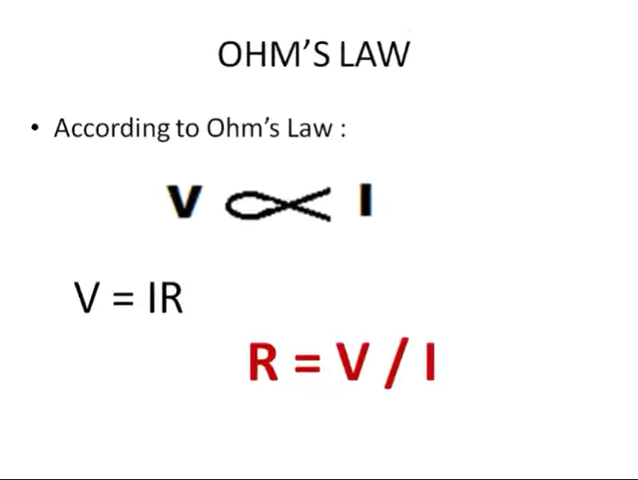 OHM’S LAW
• According to Ohm’s Law :
V ∝ I
V = IR
R = V / I